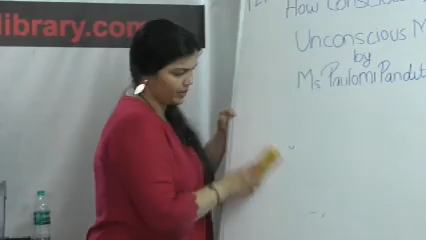 library.com
How Conscious
Unconscious M
by
Ms Paulomi Pandit